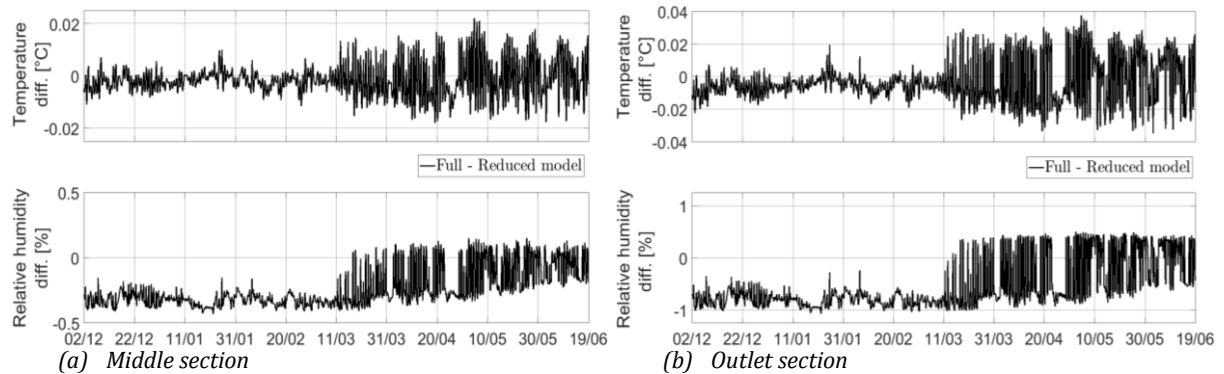 Temperature
diff. [°C]
0.02
0
-0.02
Full - Reduced model
Relative humidity
diff. [%]
0.5
0
-0.5
02/12 22/12 11/01 31/01 20/02 11/03 31/03 20/04 10/05 30/05 19/06
(a) Middle section
Temperature
diff. [°C]
0.04
0.02
0
-0.02
-0.04
Full - Reduced model
Relative humidity
diff. [%]
1
0
-1
02/12 22/12 11/01 31/01 20/02 11/03 31/03 20/04 10/05 30/05 19/06
(b) Outlet section